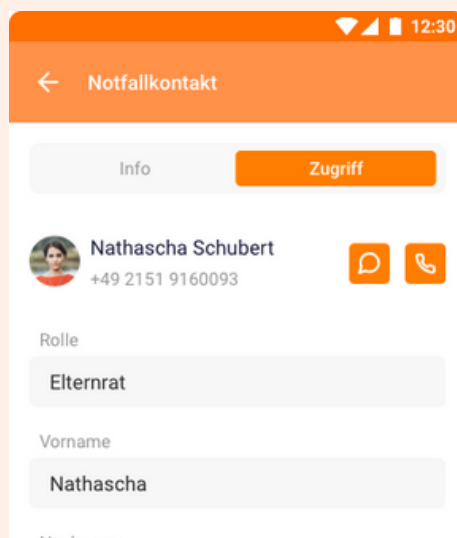 12:30
Notfallkontakt
Info Zugriff
Nathascha Schubert
+49 2151 9160093
Rolle
Elternrat
Vorname
Nathascha